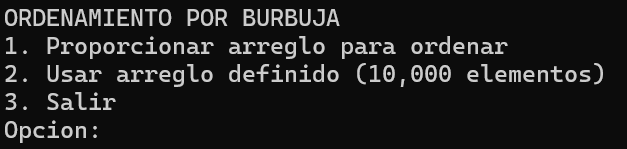 ORDENAMIENTO POR BURBUJA
1. Proporcionar arreglo para ordenar
2. Usar arreglo definido (10,000 elementos)
3. Salir
Opcion: